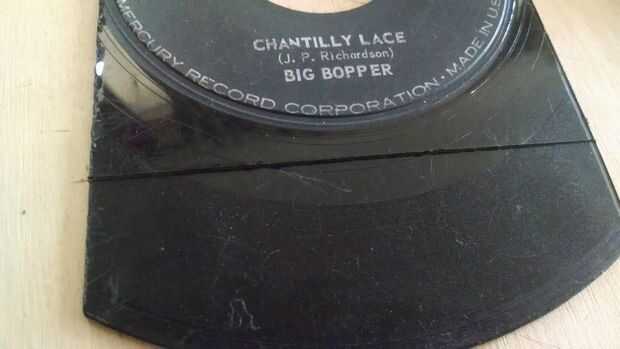 CHANTILLY LACE
(J. P. Richardson)
BIG BOPPER
MERCURY RECORD CORPORATION · MADE IN U.S.